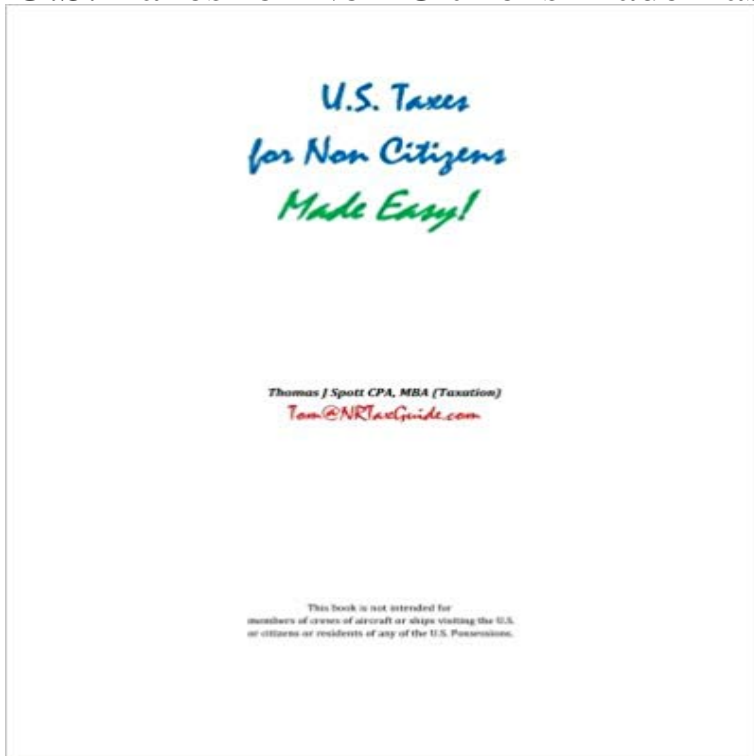 U.S. Taxes
for Non Citizens
Made Easy!
Thomas J Spott CPA, MBA (Taxation)
Tom@NRTaxGuide.com
This book is not intended for
members of crews of aircraft or ships visiting the U.S.
or citizens or residents of any of the U.S. Possessions.